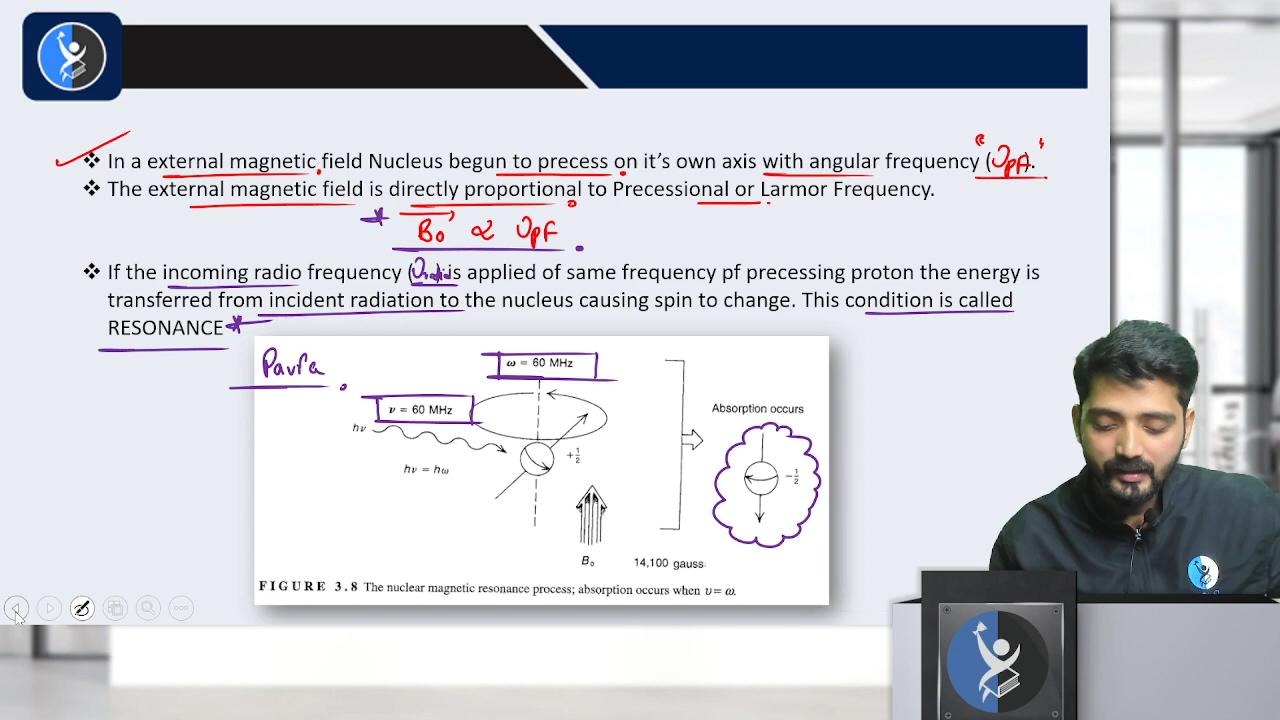 ❖ In a external magnetic field Nucleus begun to precess on it's own axis with angular frequency (υpf).
❖ The external magnetic field is directly proportional to Precessional or Larmor Frequency.
B₀ ∝ υpf
❖ If the incoming radio frequency (υradio) is applied of same frequency pf precessing proton the energy is
transferred from incident radiation to the nucleus causing spin to change. This condition is called
RESONANCE
ω = 60 MHz
ν = 60 MHz
Absorption occurs
hν
+½
-½
hν = hω
B₀
14,100 gauss
FIGURE 3.8 The nuclear magnetic resonance process; absorption occurs when υ= ω.